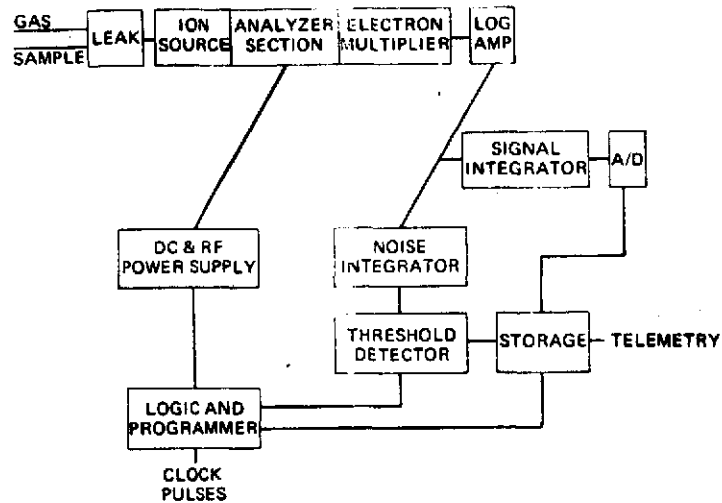 GAS
SAMPLE
LEAK
ION
SOURCE
ANALYZER
SECTION
ELECTRON
MULTIPLIER
LOG
AMP
SIGNAL
INTEGRATOR
A/D
DC & RF
POWER SUPPLY
NOISE
INTEGRATOR
THRESHOLD
DETECTOR
STORAGE
TELEMETRY
LOGIC AND
PROGRAMMER
CLOCK
PULSES